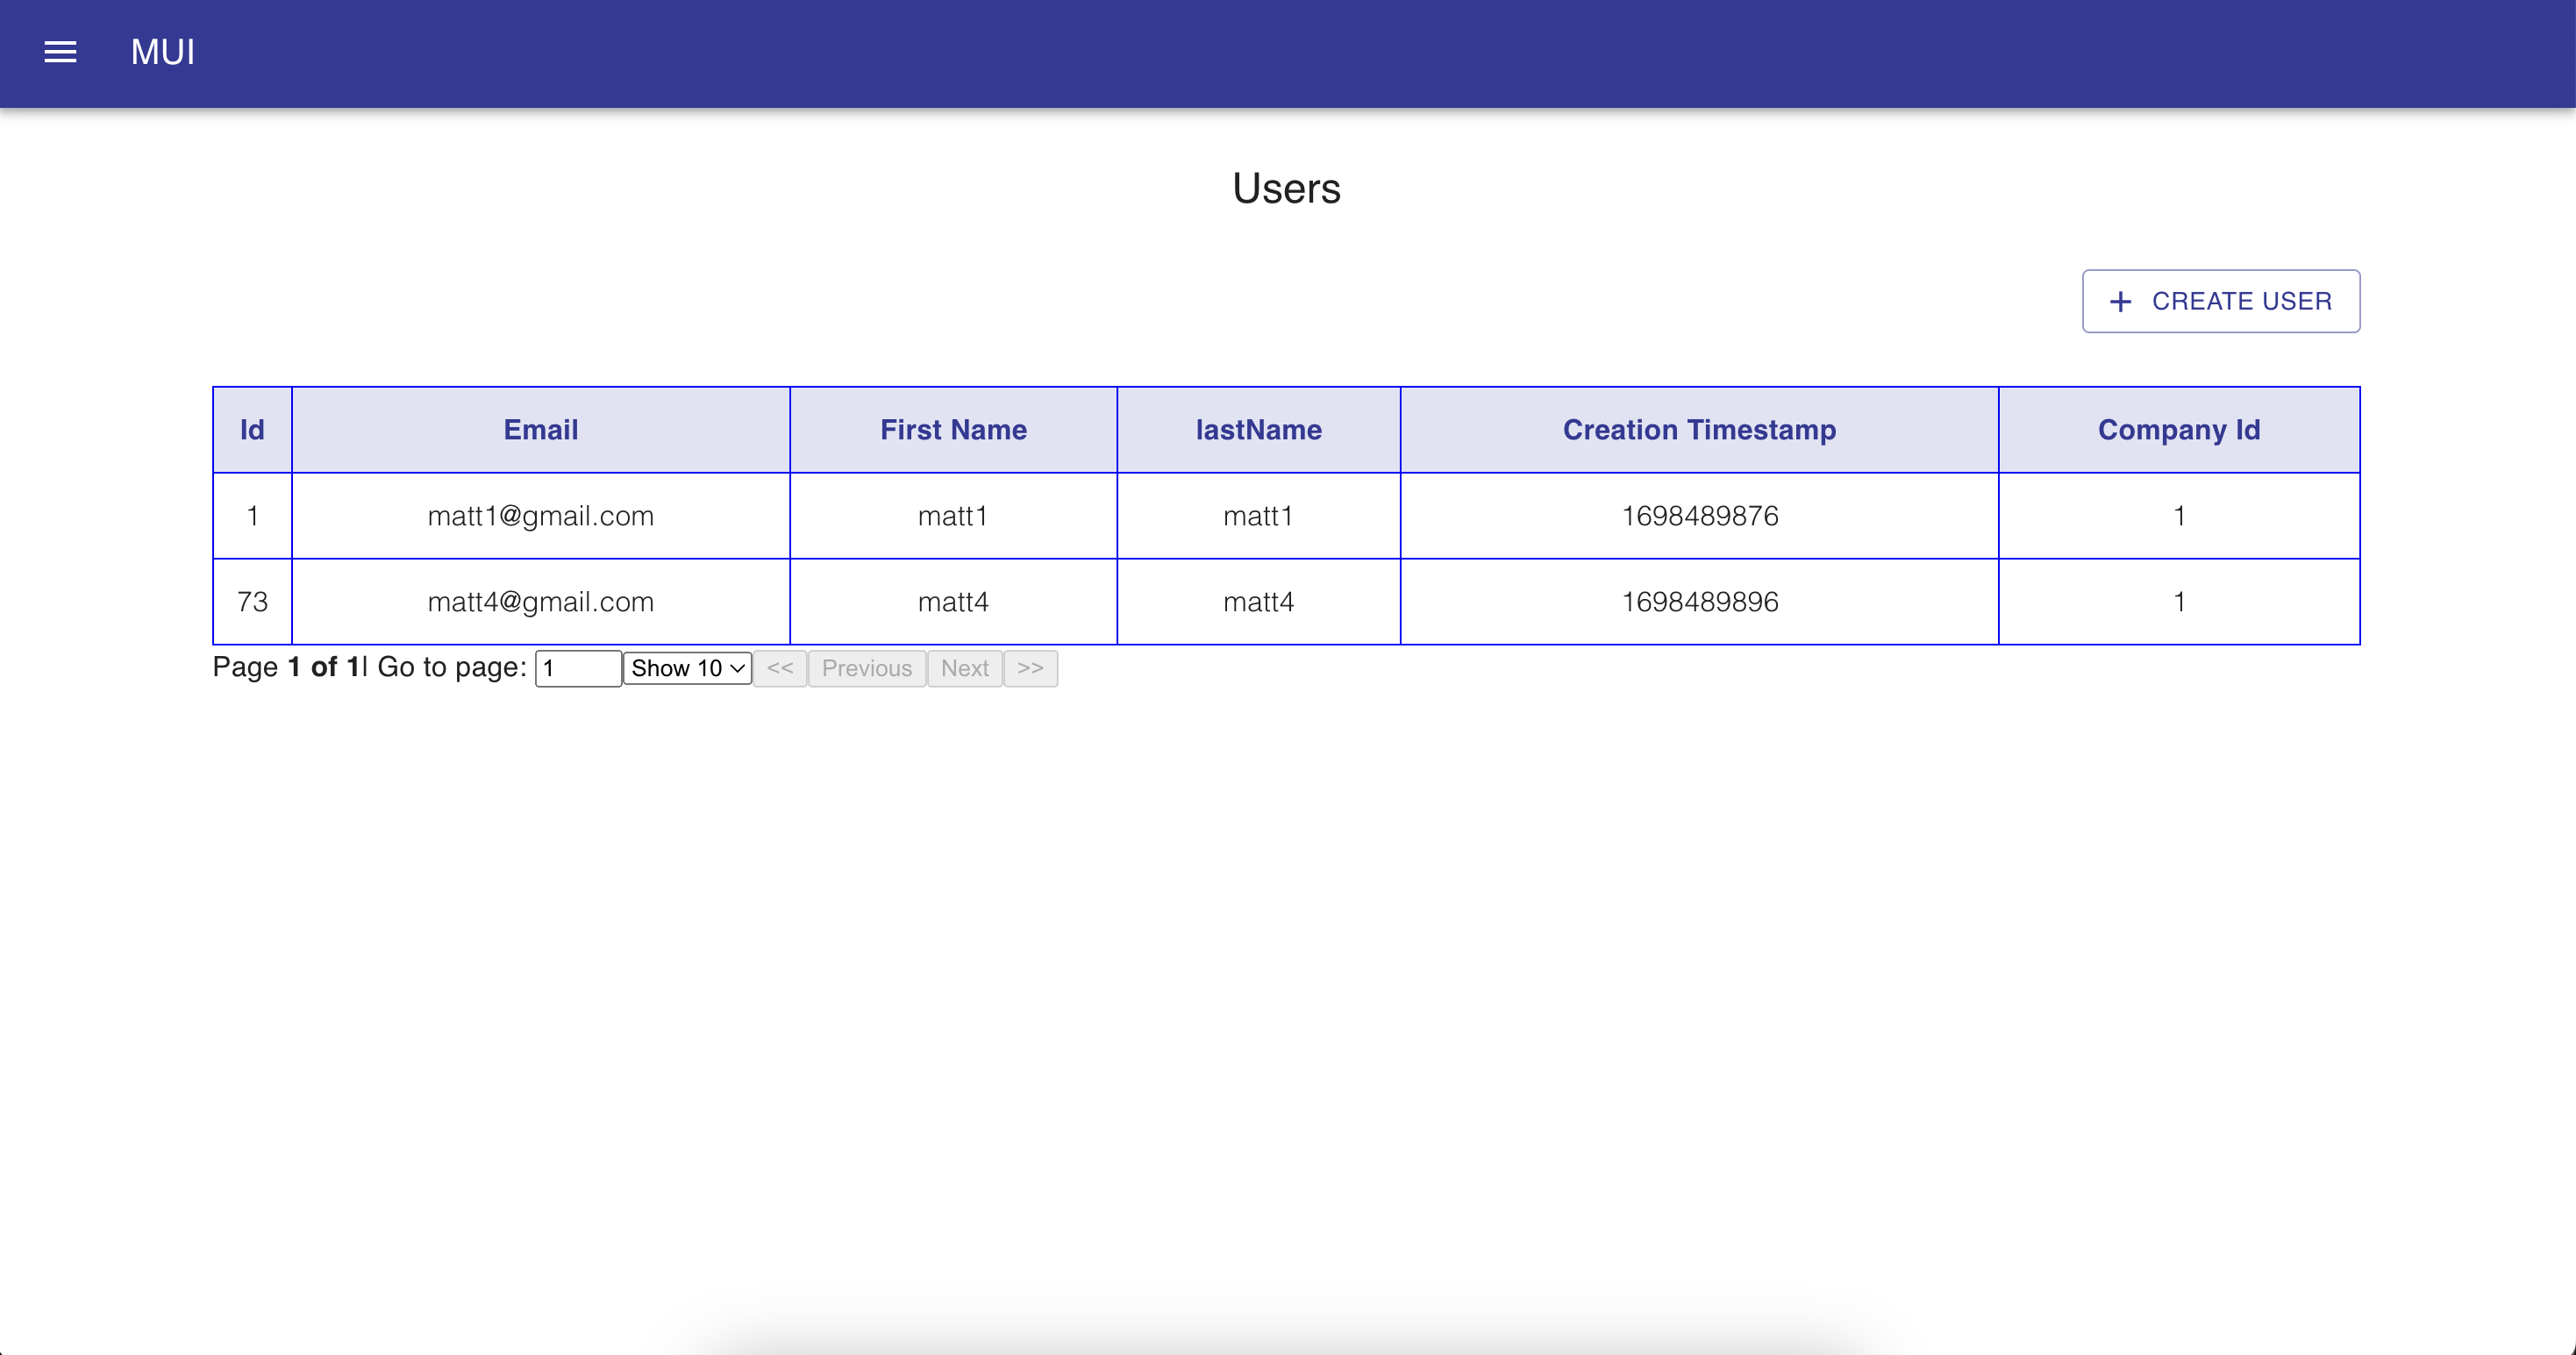 MUI
Users
+ CREATE USER
Id Email First Name lastName Creation Timestamp Company Id
1 matt1@gmail.com matt1 matt1 1698489876 1
73 matt4@gmail.com matt4 matt4 1698489896 1
Page 1 of 1| Go to page: 1 Show 10 << Previous Next >>